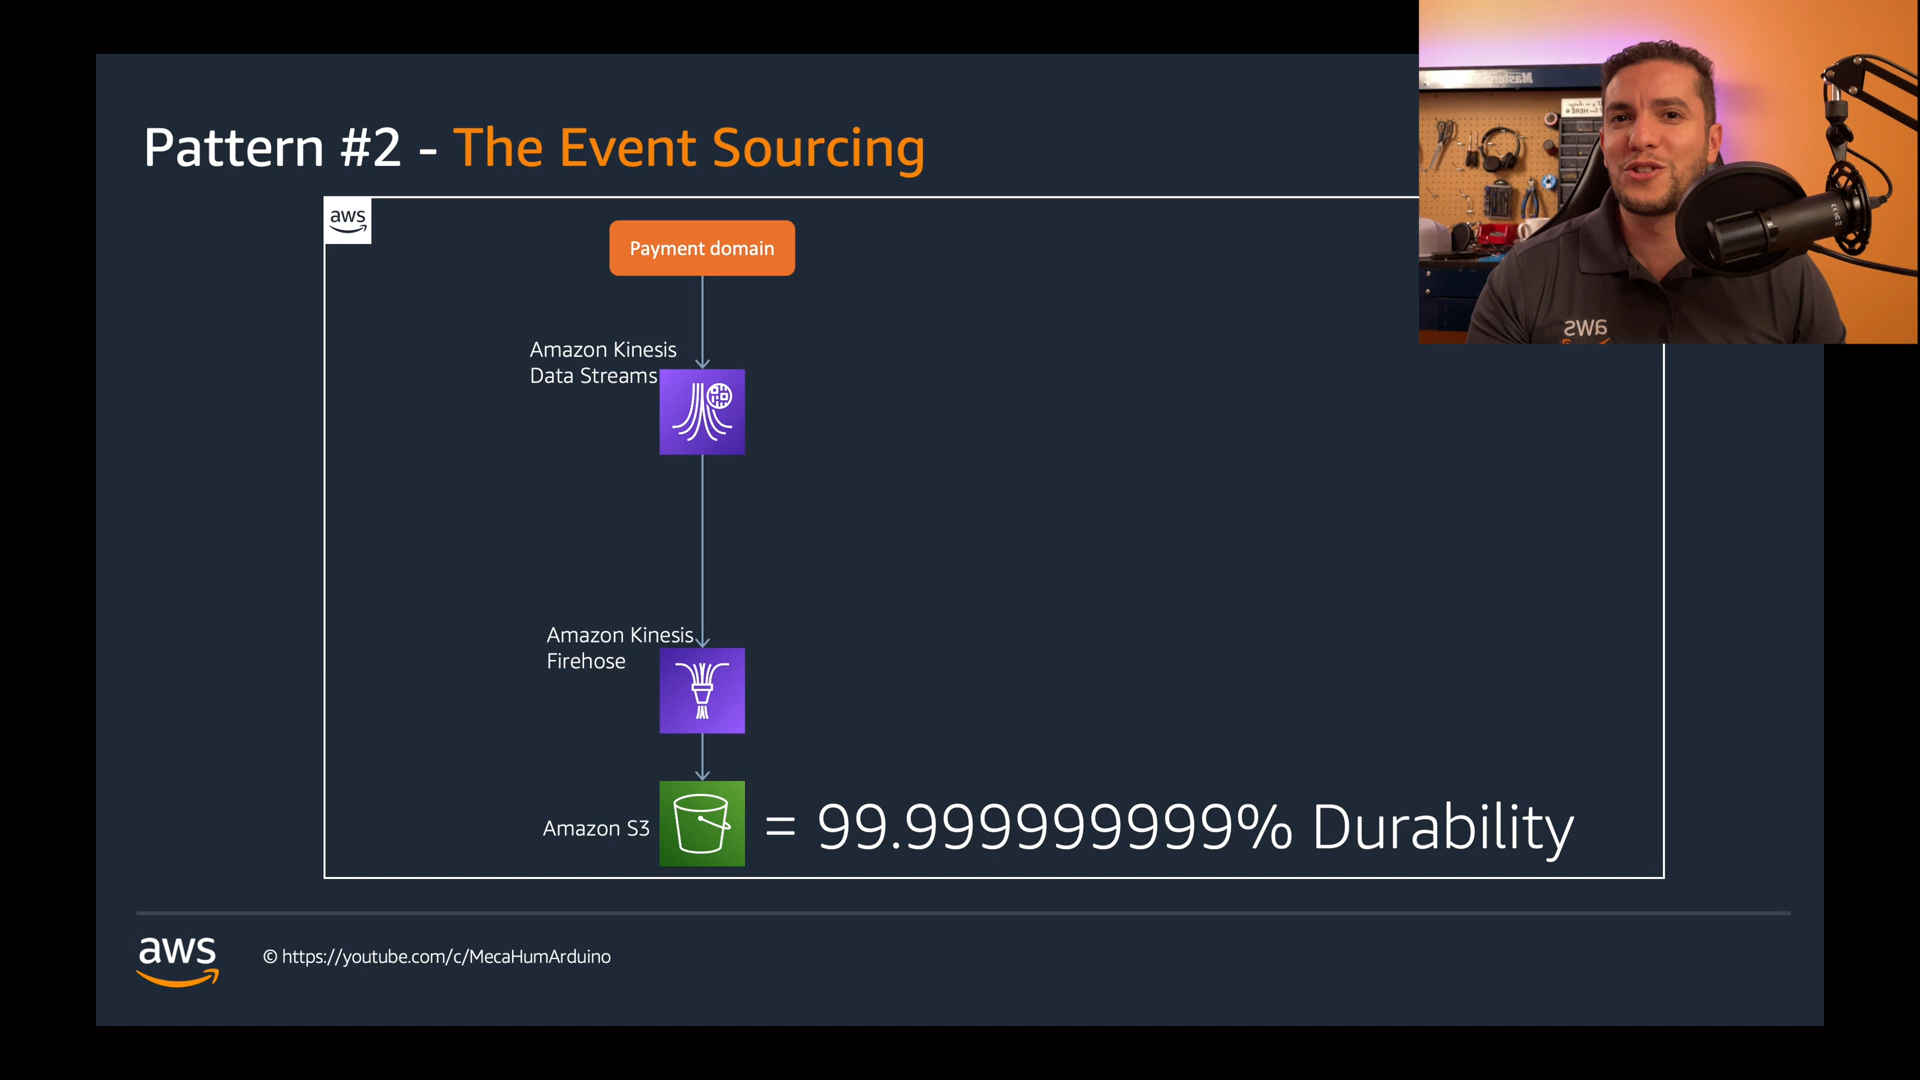 Pattern #2 - The Event Sourcing
aws
Payment domain
Amazon Kinesis
Data Streams
Amazon Kinesis
Firehose
Amazon S3
= 99.999999999% Durability
aws
© https://youtube.com/c/MecaHumArduino
aws